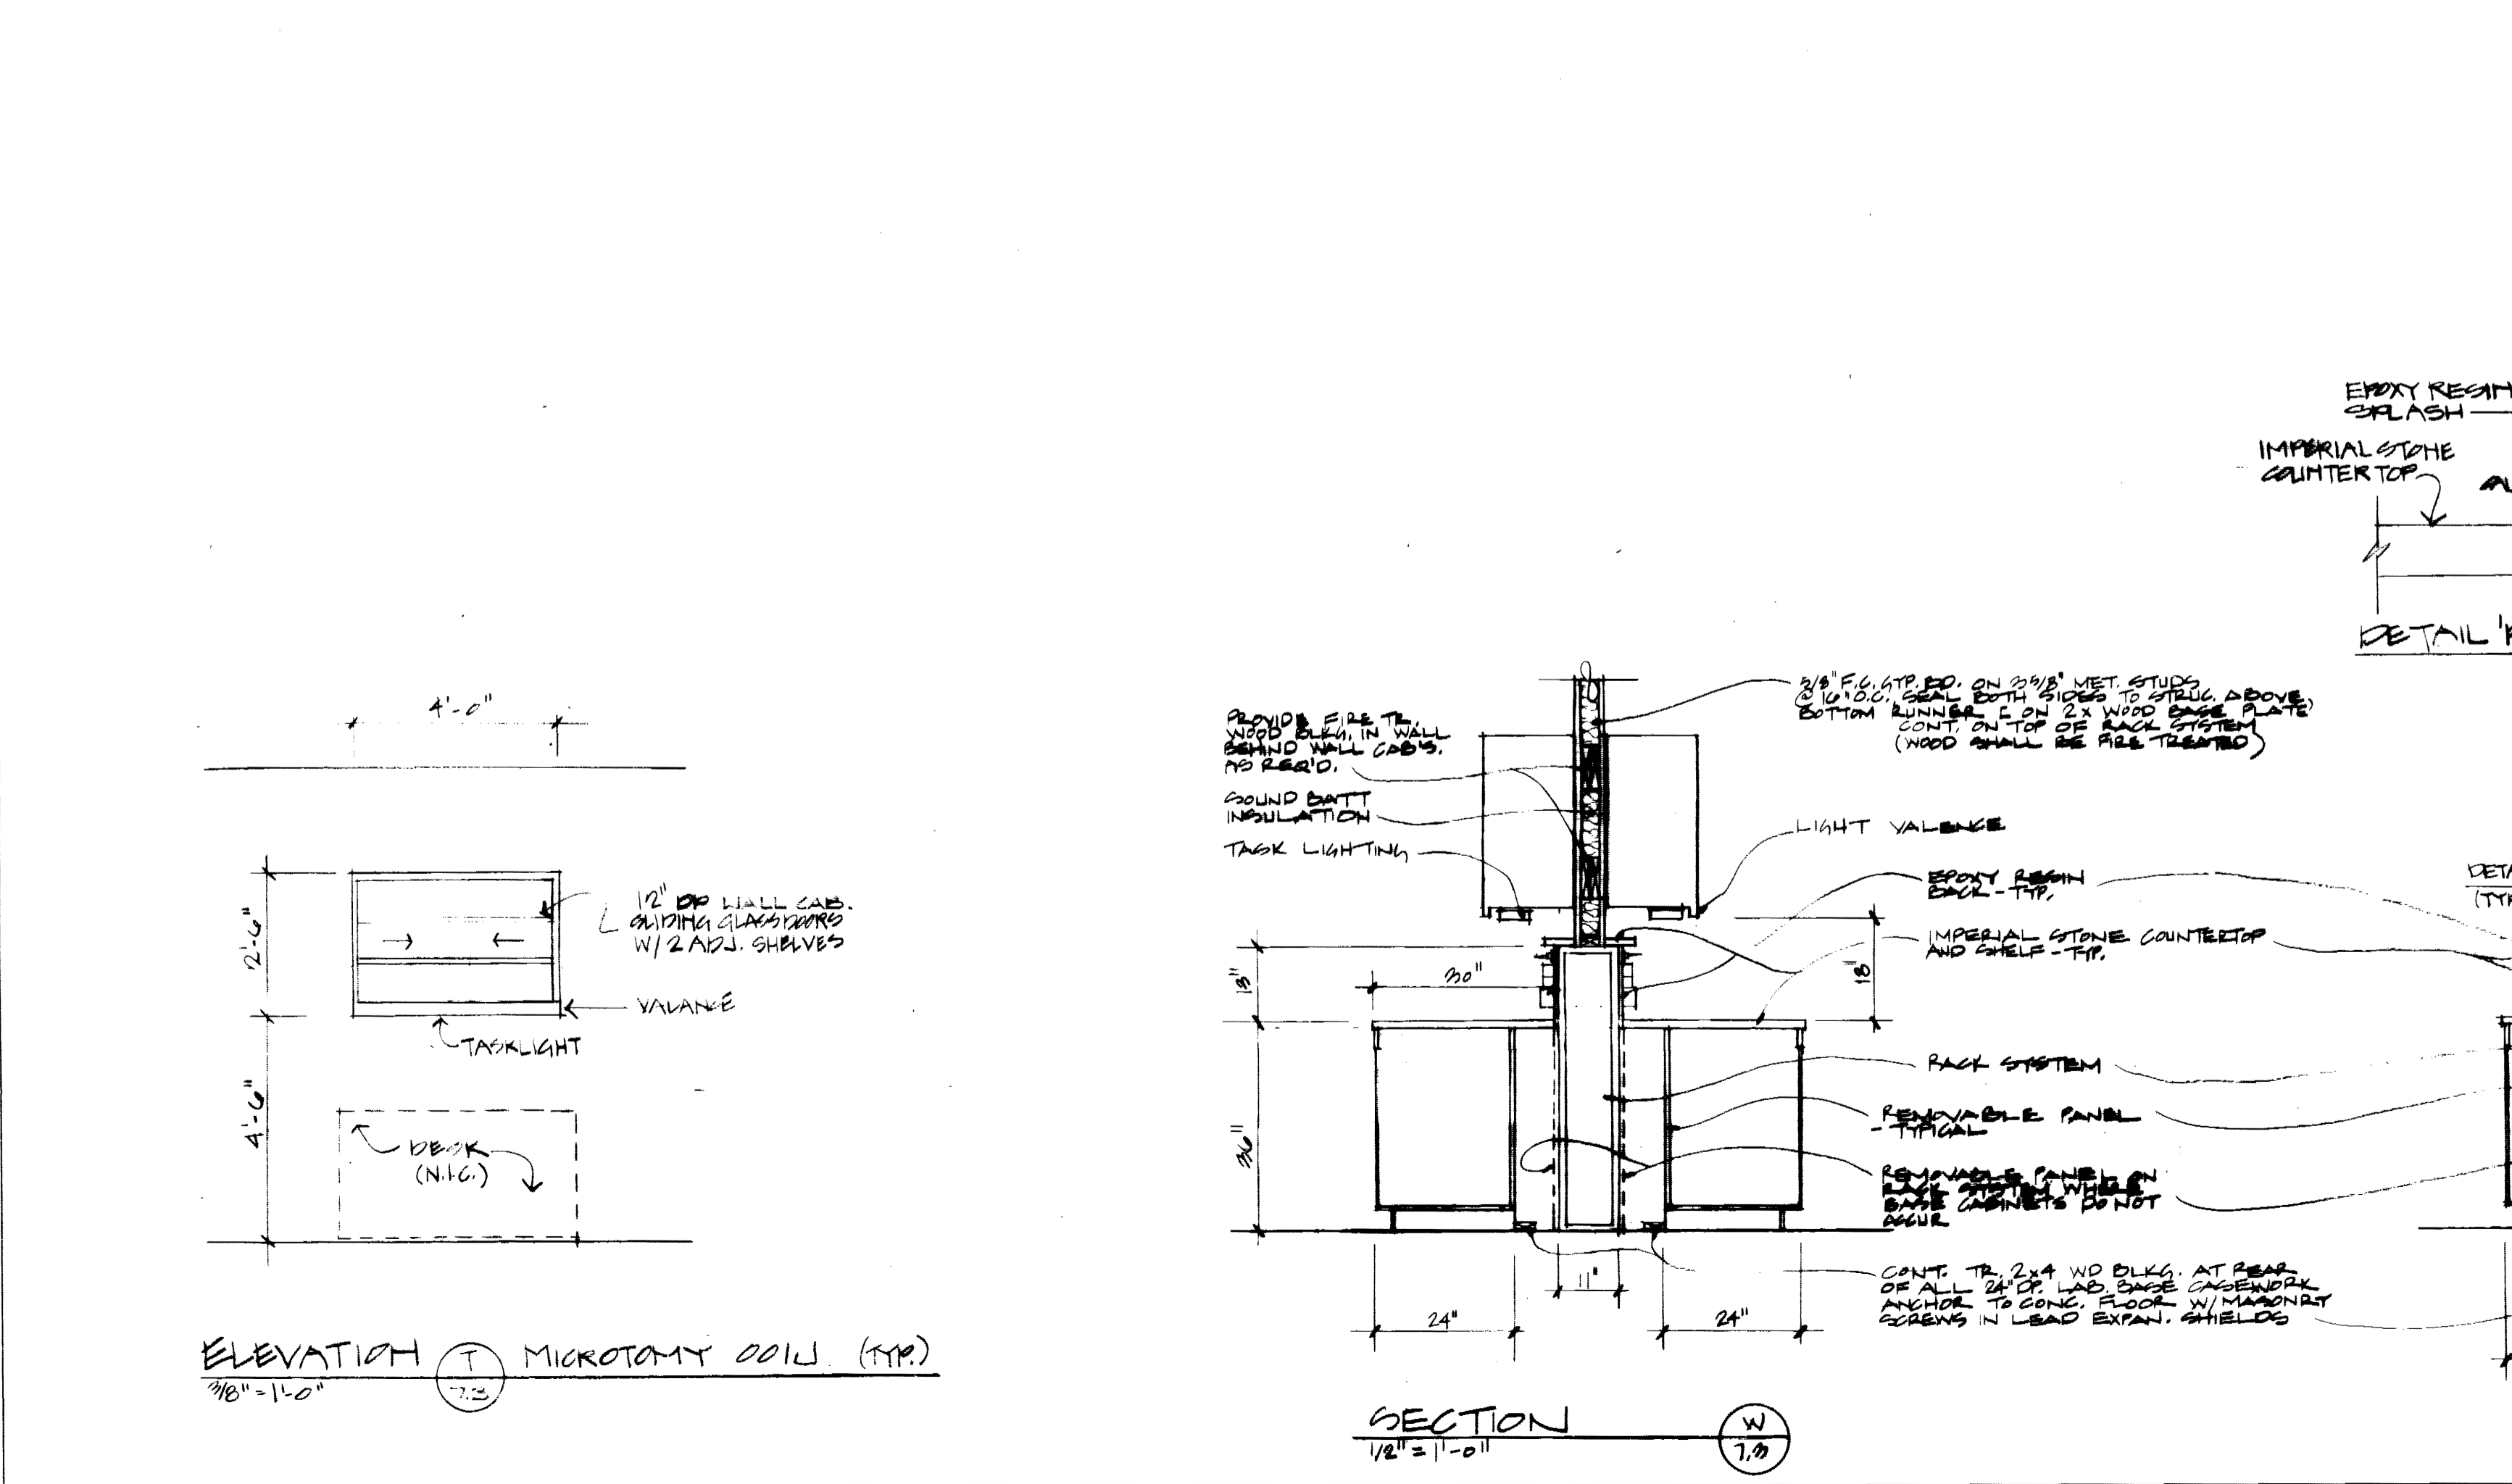 4'-0"
2'-6"
4'-6"
12" DP WALL CAB.
SLIDING GLASS DOORS
W/ 2 ADJ. SHELVES
VALANCE
TASKLIGHT
DESK
(N.I.C.)
ELEVATION T 7.3 MICROTOMY 001J (TYP.)
3/8" = 1'-0"
PROVIDE FIRE TR.
WOOD BLKG. IN WALL
BEHIND WALL CAB'S.
AS REQ'D.
SOUND BATT
INSULATION
TASK LIGHTING
5/8" F.C. GYP. BD. ON 3 5/8" MET. STUDS
@ 16" O.C. SEAL BOTH SIDES TO STRUC. ABOVE,
BOTTOM RUNNER [ ON 2x WOOD BASE PLATE
CONT. ON TOP OF RACK SYSTEM
(WOOD SHALL BE FIRE TREATED)
LIGHT VALENCE
EPOXY RESIN
BACK - TYP.
IMPERIAL STONE COUNTERTOP
AND SHELF - TYP.
RACK SYSTEM
REMOVABLE PANEL
- TYPICAL
REMOVABLE PANEL ON
RACK SYSTEM WHERE
BASE CABINETS DO NOT
OCCUR
CONT. TR. 2x4 WD BLKG. AT REAR
OF ALL 24" DP. LAB. BASE CASEWORK
ANCHOR TO CONC. FLOOR W/ MASONRY
SCREWS IN LEAD EXPAN. SHIELDS
13"
30"
18"
36"
11"
24"
24"
SECTION W 7.3
1/2" = 1'-0"
EPOXY RESIN
SPLASH
IMPERIAL STONE
COUNTER TOP
DETAIL